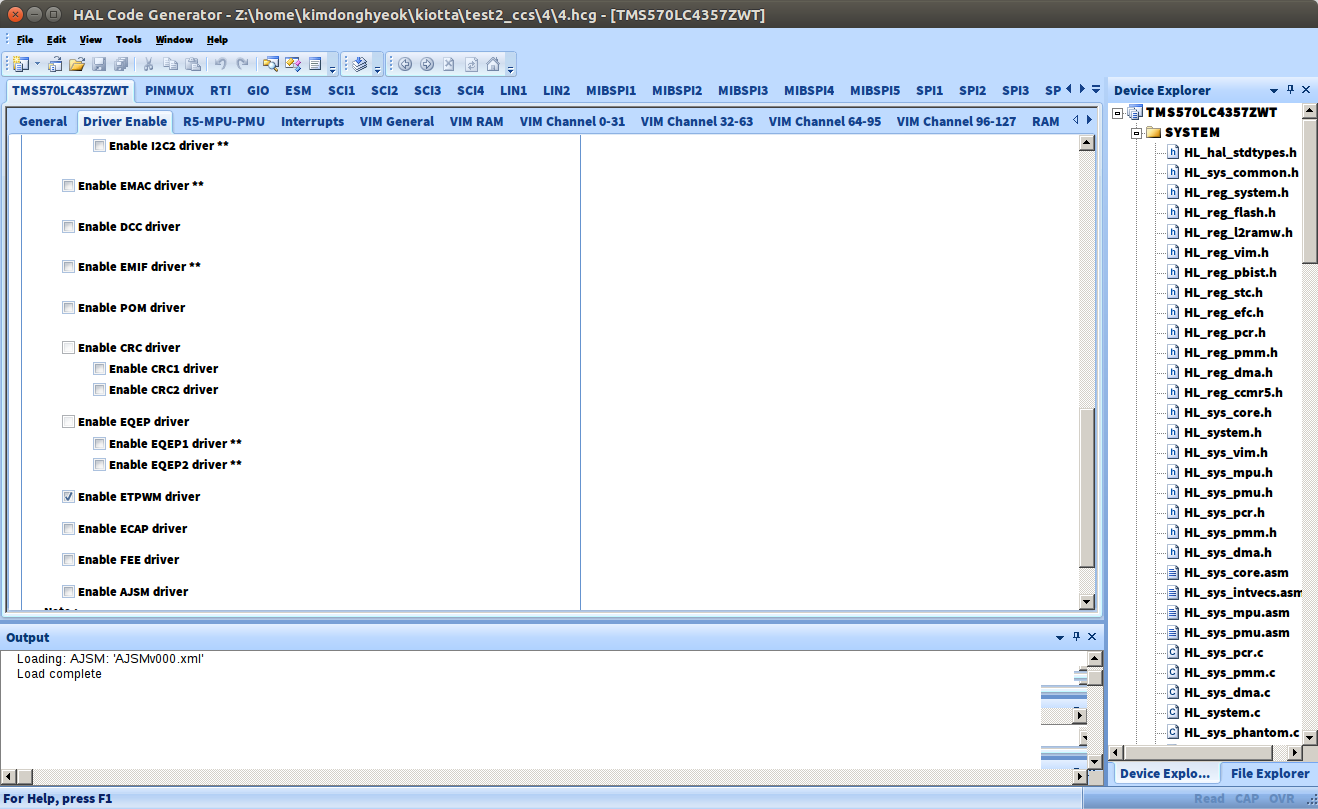 HAL Code Generator - Z:\home\kimdonghyeok\kiotta\test2_ccs\4\4.hcg - [TMS570LC4357ZWT]
File Edit View Tools Window Help
TMS570LC4357ZWT PINMUX RTI GIO ESM SCI1 SCI2 SCI3 SCI4 LIN1 LIN2 MIBSPI1 MIBSPI2 MIBSPI3 MIBSPI4 MIBSPI5 SPI1 SPI2 SPI3 SP
General Driver Enable R5-MPU-PMU Interrupts VIM General VIM RAM VIM Channel 0-31 VIM Channel 32-63 VIM Channel 64-95 VIM Channel 96-127 RAM
Enable I2C2 driver **
Enable EMAC driver **
Enable DCC driver
Enable EMIF driver **
Enable POM driver
Enable CRC driver
Enable CRC1 driver
Enable CRC2 driver
Enable EQEP driver
Enable EQEP1 driver **
Enable EQEP2 driver **
Enable ETPWM driver
Enable ECAP driver
Enable FEE driver
Enable AJSM driver
Output
Loading: AJSM: 'AJSMv000.xml'
Load complete
Device Explorer
TMS570LC4357ZWT
SYSTEM
HL_hal_stdtypes.h
HL_sys_common.h
HL_reg_system.h
HL_reg_flash.h
HL_reg_l2ramw.h
HL_reg_vim.h
HL_reg_pbist.h
HL_reg_stc.h
HL_reg_efc.h
HL_reg_pcr.h
HL_reg_pmm.h
HL_reg_dma.h
HL_reg_ccmr5.h
HL_sys_core.h
HL_system.h
HL_sys_vim.h
HL_sys_mpu.h
HL_sys_pmu.h
HL_sys_pcr.h
HL_sys_pmm.h
HL_sys_dma.h
HL_sys_core.asm
HL_sys_intvecs.asm
HL_sys_mpu.asm
HL_sys_pmu.asm
HL_sys_pcr.c
HL_sys_pmm.c
HL_sys_dma.c
HL_system.c
HL_sys_phantom.c
Device Explo... File Explorer
For Help, press F1
Read CAP OVR